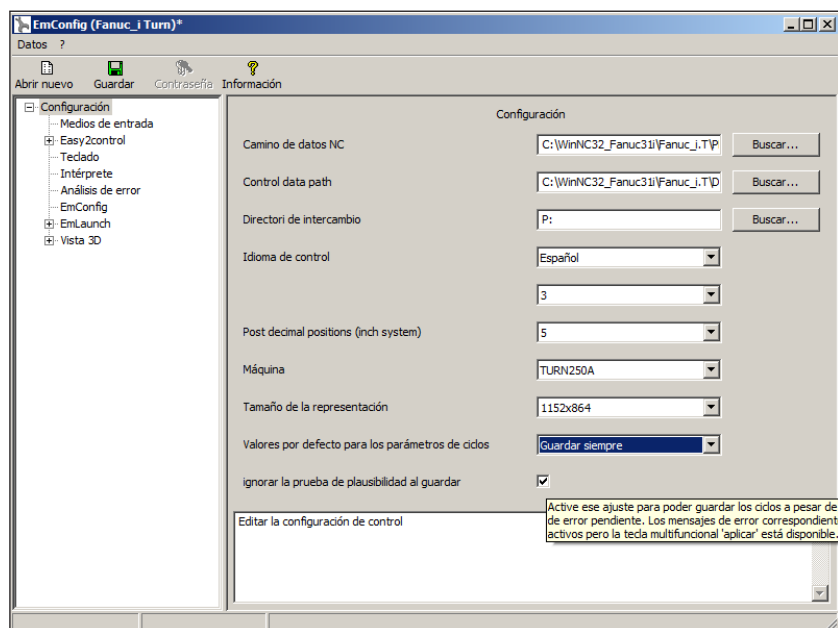 EmConfig (Fanuc_i Turn)*
Datos ?
Abrir nuevo Guardar Contraseña Información
Configuración
Medios de entrada
Easy2control
Teclado
Intérprete
Análisis de error
EmConfig
EmLaunch
Vista 3D
Configuración
Camino de datos NC C:\WinNC32_Fanuc31i\Fanuc_i.T\P Buscar...
Control data path C:\WinNC32_Fanuc31i\Fanuc_i.T\D Buscar...
Directori de intercambio P: Buscar...
Idioma de control Español
3
Post decimal positions (inch system) 5
Máquina TURN250A
Tamaño de la representación 1152x864
Valores por defecto para los parámetros de ciclos Guardar siempre
ignorar la prueba de plausibilidad al guardar
Active ese ajuste para poder guardar los ciclos a pesar de
de error pendiente. Los mensajes de error correspondient
activos pero la tecla multifuncional 'aplicar' está disponible.
Editar la configuración de control